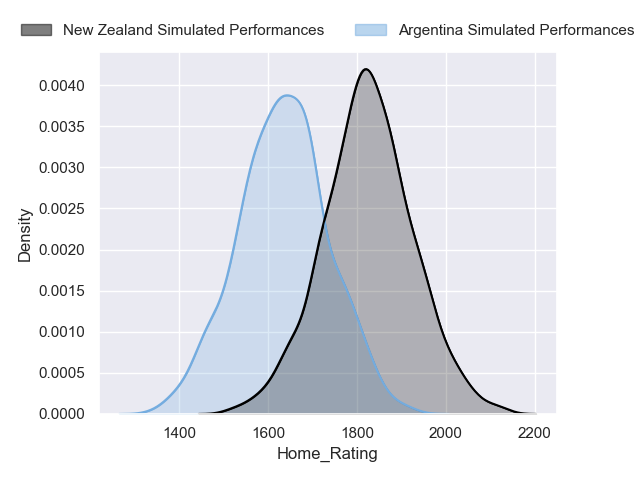 New Zealand Simulated Performances Argentina Simulated Performances
0.0040
0.0035
0.0030
0.0025
0.0020
0.0015
0.0010
0.0005
0.0000
Density
1400 1600 1800 2000 2200
Home_Rating